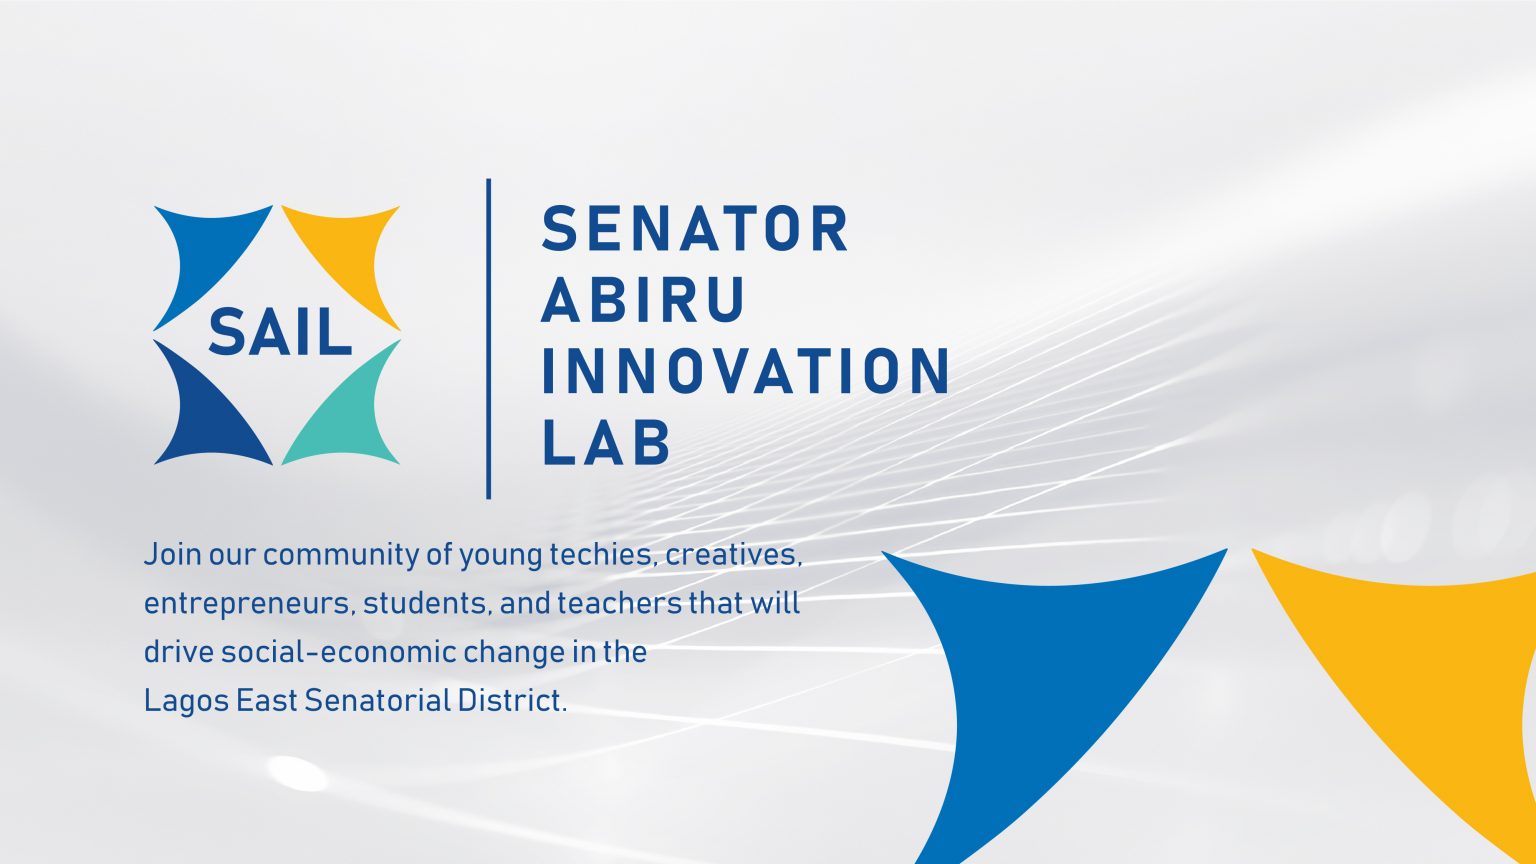 SAIL
SENATOR
ABIRU
INNOVATION
LAB
Join our community of young techies, creatives,
entrepreneurs, students, and teachers that will
drive social-economic change in the
Lagos East Senatorial District.